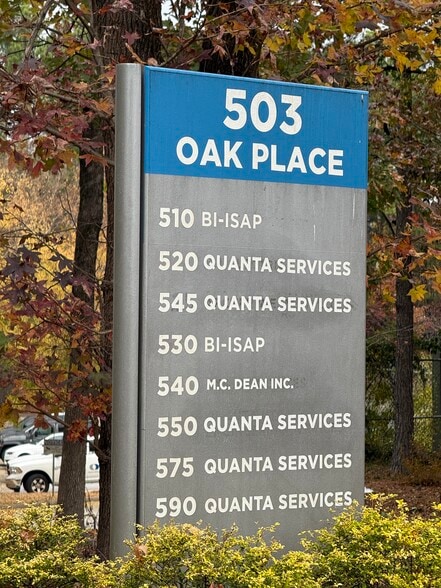 503
OAK PLACE
510 BI-ISAP
520 QUANTA SERVICES
545 QUANTA SERVICES
530 BI-ISAP
540 M.C. DEAN INC.
550 QUANTA SERVICES
575 QUANTA SERVICES
590 QUANTA SERVICES